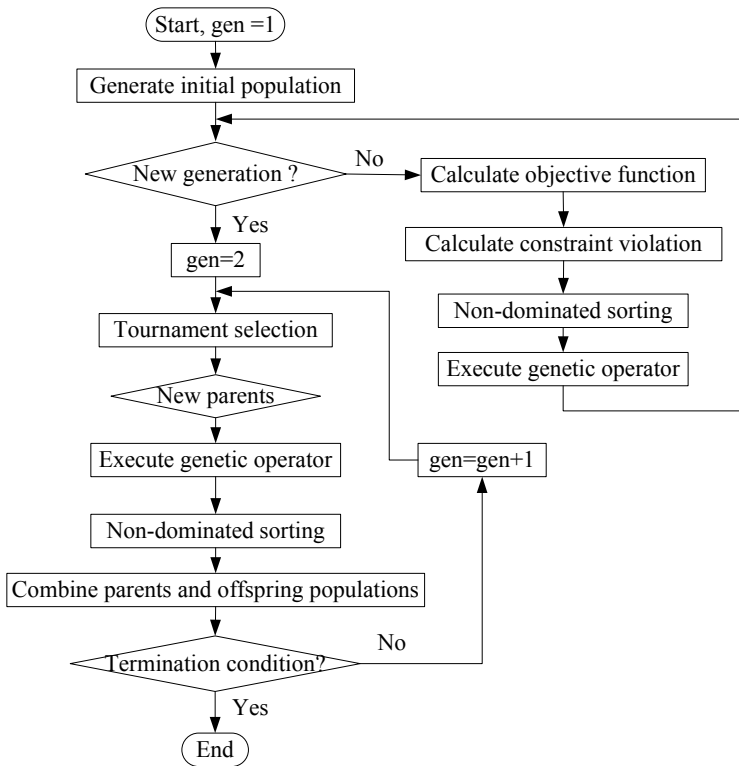 Start, gen =1
Generate initial population
New generation ?
No
Calculate objective function
Yes
Calculate constraint violation
gen=2
Non-dominated sorting
Tournament selection
Execute genetic operator
New parents
Execute genetic operator
gen=gen+1
Non-dominated sorting
Combine parents and offspring populations
No
Termination condition?
Yes
End